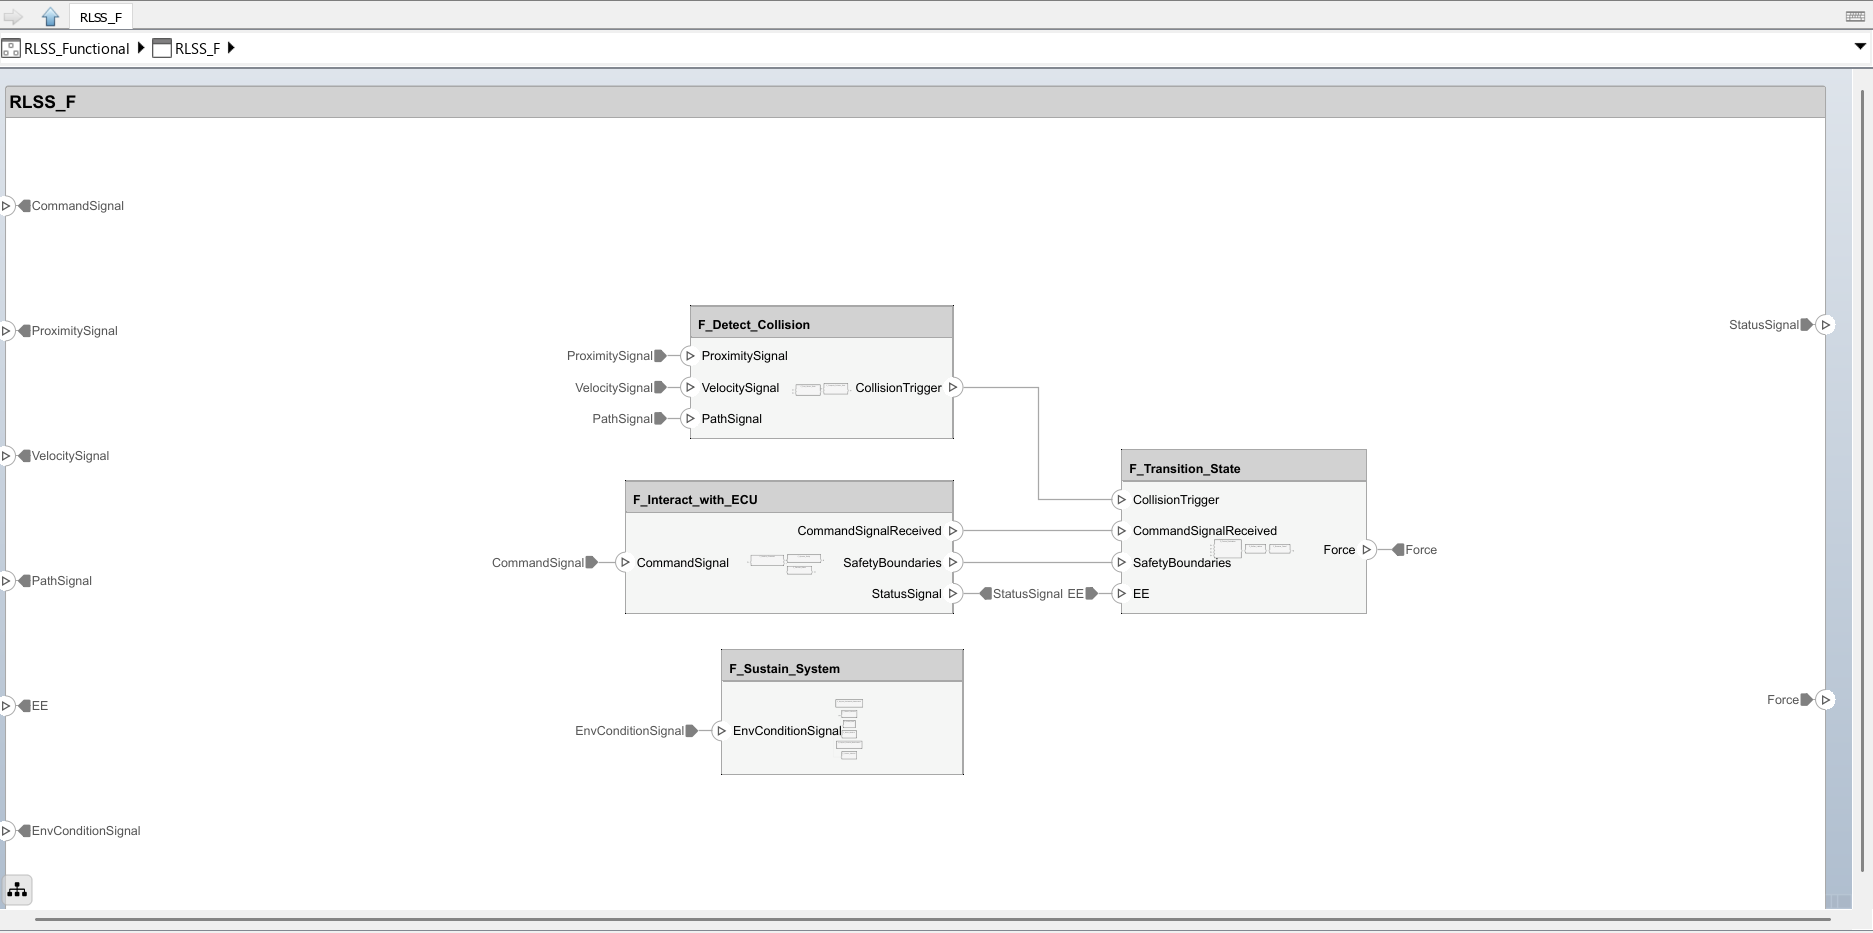 RLSS_F
RLSS_Functional RLSS_F
RLSS_F
CommandSignal
ProximitySignal
VelocitySignal
PathSignal
EE
EnvConditionSignal
F_Detect_Collision
ProximitySignal ProximitySignal
VelocitySignal VelocitySignal CollisionTrigger
PathSignal PathSignal
F_Interact_with_ECU
CommandSignalReceived
CommandSignal CommandSignal SafetyBoundaries
StatusSignal StatusSignal
F_Transition_State
CollisionTrigger
CommandSignalReceived
Force Force
SafetyBoundaries
EE EE
F_Sustain_System
EnvConditionSignal EnvConditionSignal
StatusSignal
Force